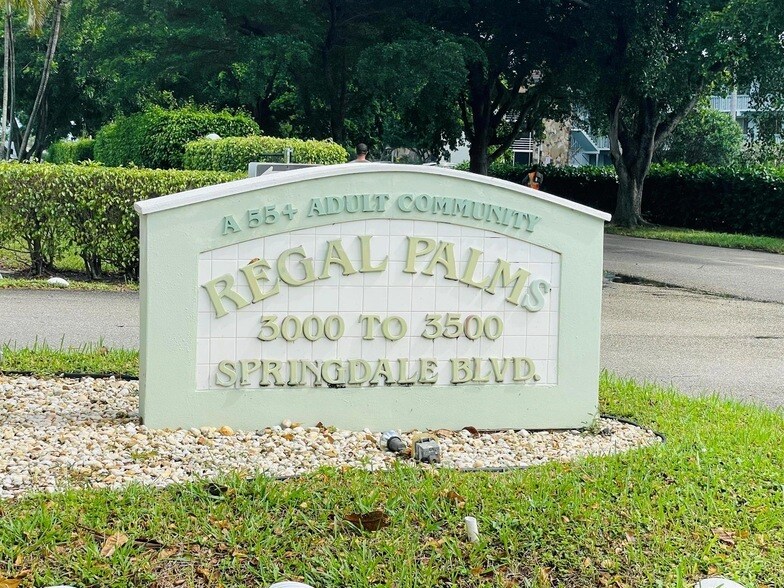 A 55+ ADULT COMMUNITY
REGAL PALMS
3000 TO 3500
SPRINGDALE BLVD.